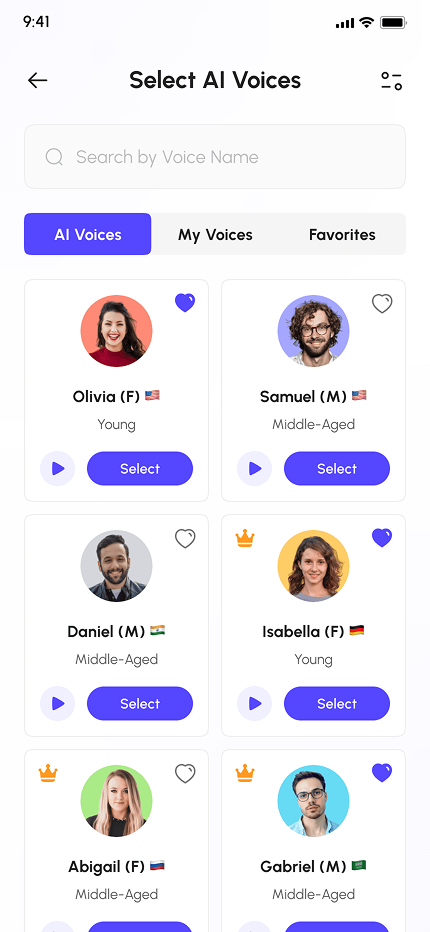 9:41
Select AI Voices
Search by Voice Name
AI Voices
My Voices
Favorites
Olivia (F) 🇺🇸
Samuel (M) 🇺🇸
Young
Middle-Aged
Select
Select
Daniel (M) 🇮🇳
Isabella (F) 🇩🇪
Middle-Aged
Young
Select
Select
Abigail (F) 🇷🇺
Gabriel (M) 🇸🇦
Middle-Aged
Middle-Aged